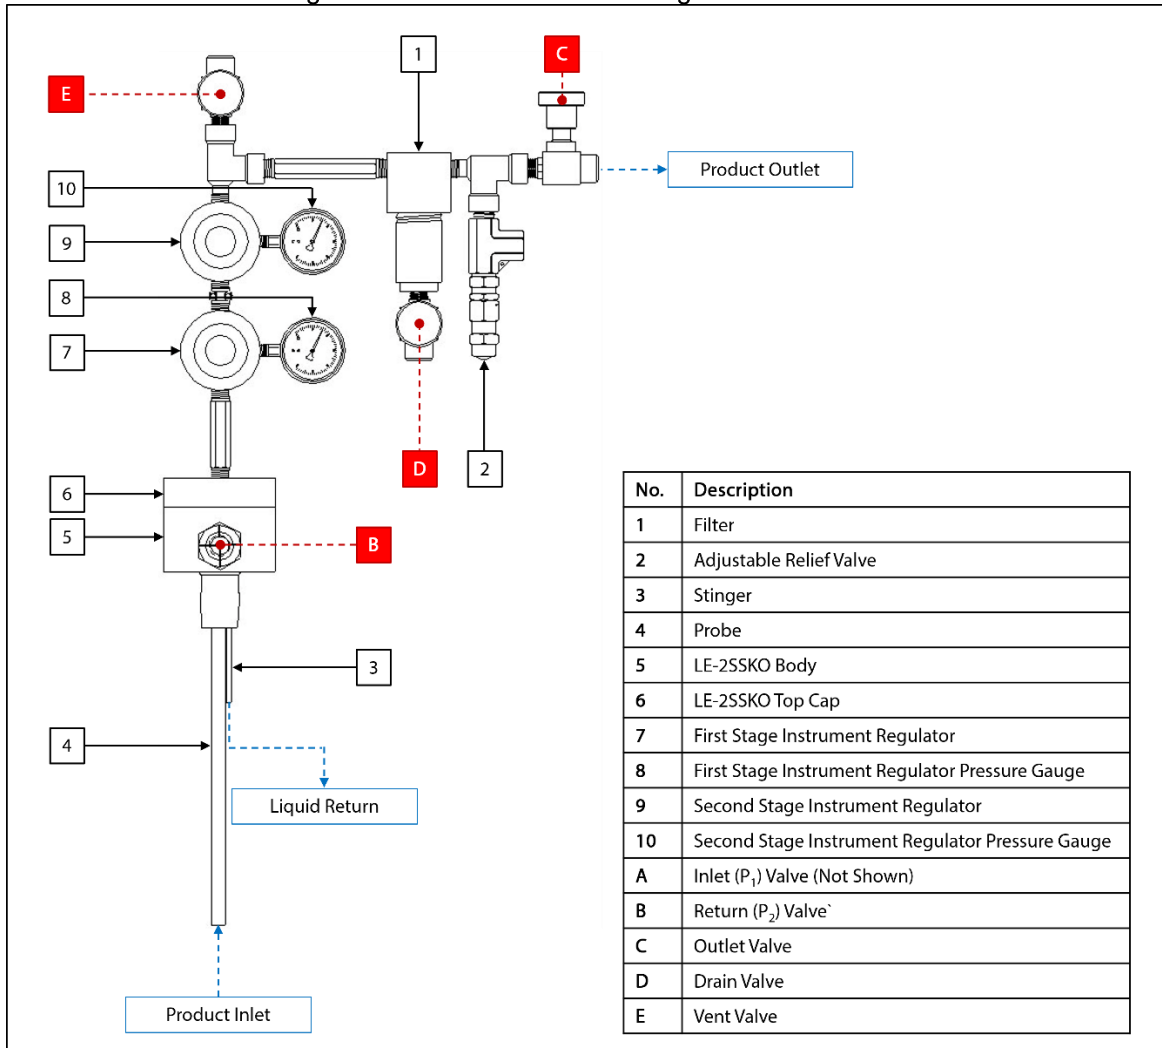 1
C
E
Product Outlet
10
9
8
7
D
2
6
5
B
3
4
Liquid Return
Product Inlet
No. Description
1 Filter
2 Adjustable Relief Valve
3 Stinger
4 Probe
5 LE-2SSKO Body
6 LE-2SSKO Top Cap
7 First Stage Instrument Regulator
8 First Stage Instrument Regulator Pressure Gauge
9 Second Stage Instrument Regulator
10 Second Stage Instrument Regulator Pressure Gauge
A Inlet (P₁) Valve (Not Shown)
B Return (P₂) Valve`
C Outlet Valve
D Drain Valve
E Vent Valve